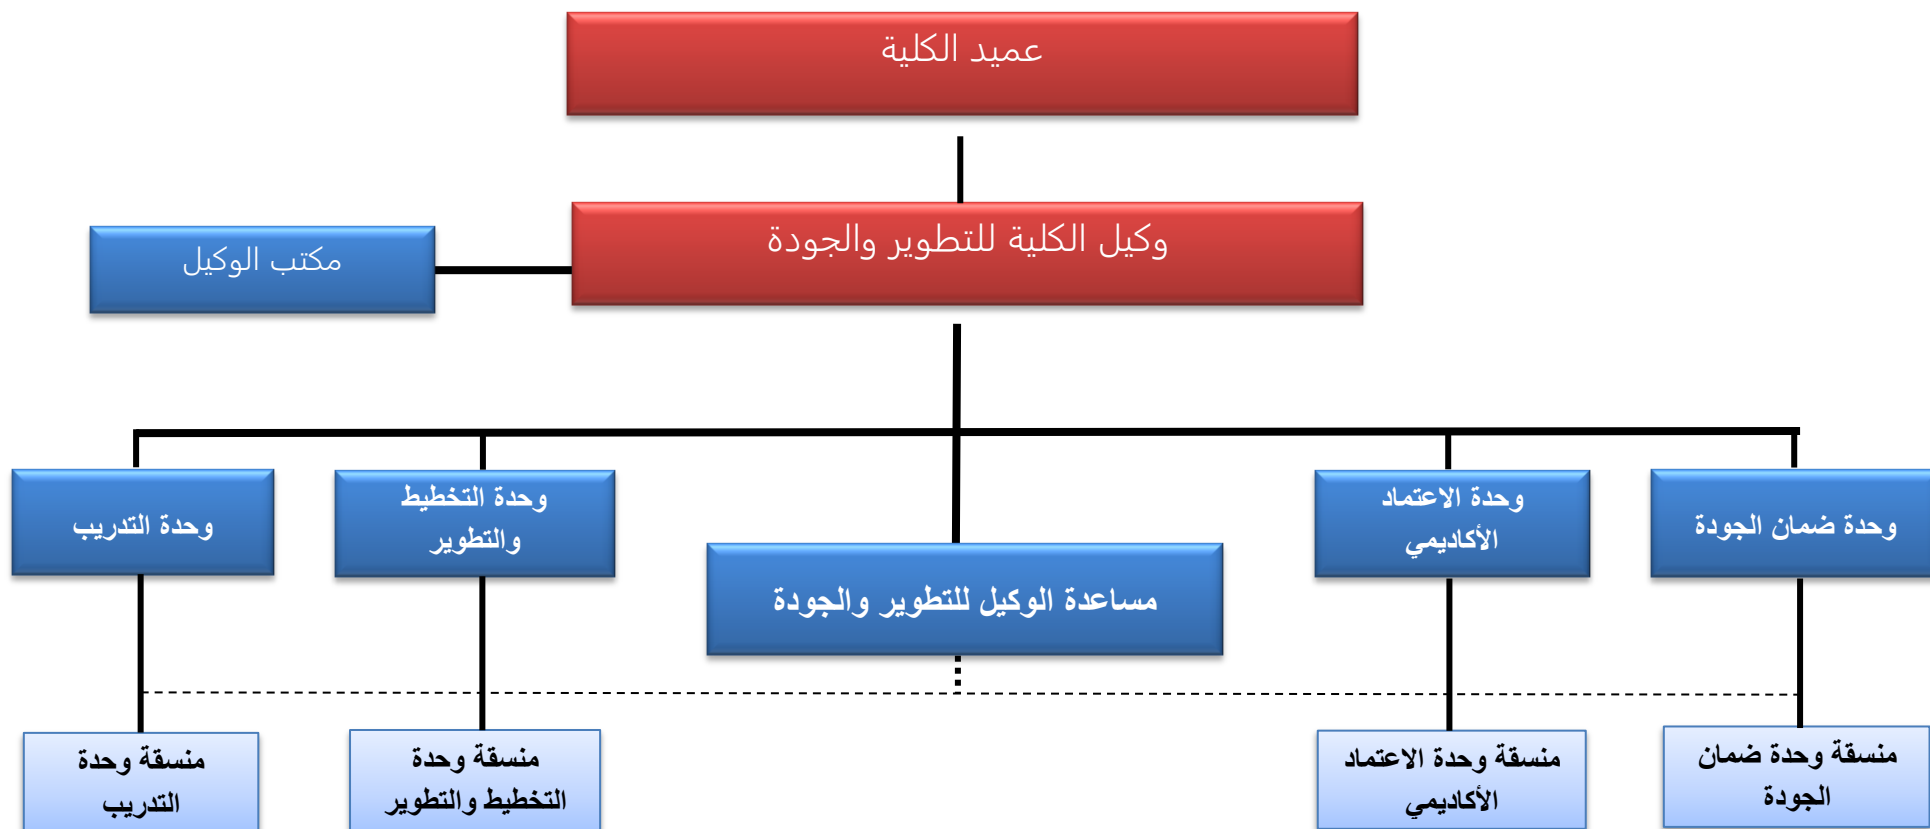 عميد الكلية
وكيل الكلية للتطوير والجودة
مكتب الوكيل
وحدة ضمان الجودة
وحدة الاعتماد
الأكاديمي
مساعدة الوكيل للتطوير والجودة
وحدة التخطيط
والتطوير
وحدة التدريب
منسقة وحدة ضمان
الجودة
منسقة وحدة الاعتماد
الأكاديمي
منسقة وحدة
التخطيط والتطوير
منسقة وحدة
التدريب